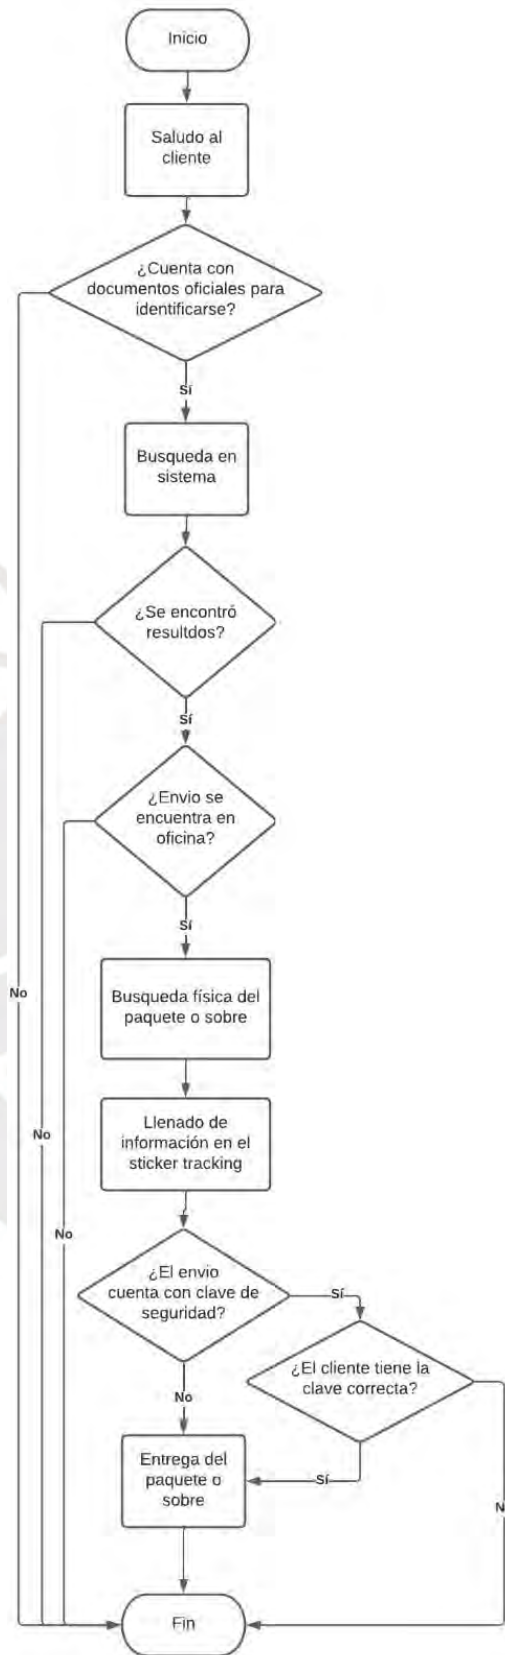 Inicio
Saludo al
cliente
¿Cuenta con
documentos oficiales para
identificarse?
Sí
Busqueda en
sistema
¿Se encontró
resultdos?
Sí
¿Envio se
encuentra en
oficina?
Sí
Busqueda física del
paquete o sobre
No
Llenado de
información en el
sticker tracking
No
No
¿El envio
cuenta con clave de
seguridad?
Sí
¿El cliente tiene la
clave correcta?
No
Entrega del
paquete o
sobre
Sí
N
Fin